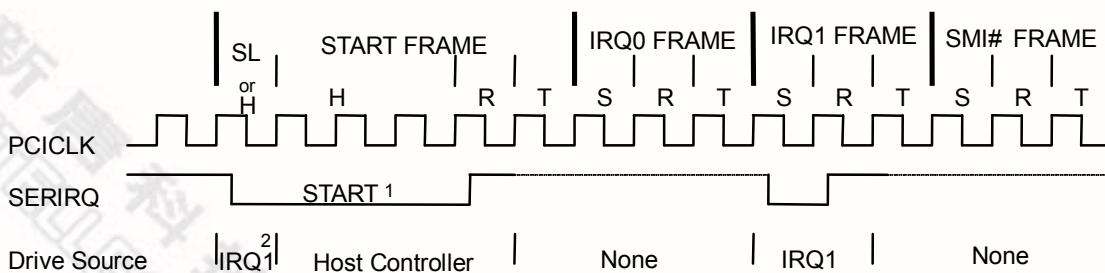 SL or H START FRAME IRQ0 FRAME IRQ1 FRAME SMI# FRAME
H R T S R T S R T S R T
PCICLK
SERIRQ START 1
Drive Source IRQ1 2 Host Controller None IRQ1 None